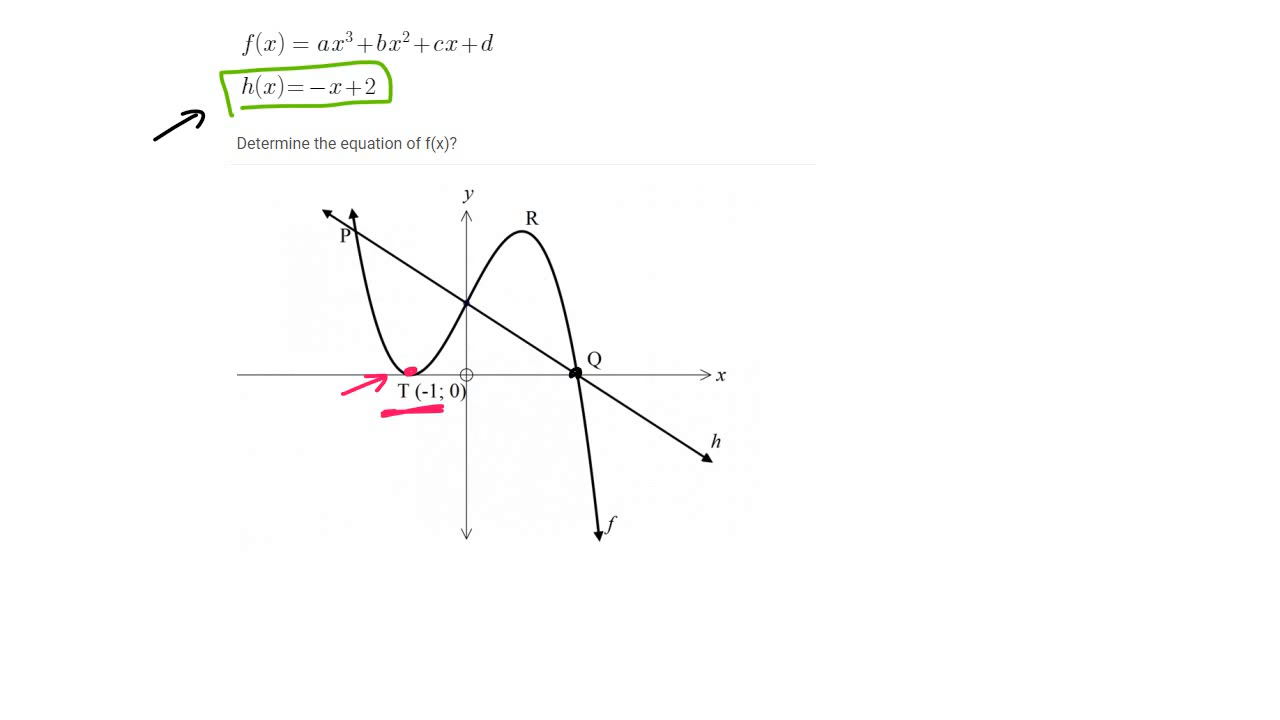 f(x) = ax³+bx²+cx+d
h(x)=−x+2
Determine the equation of f(x)?
y
R
P
Q
x
T (-1; 0)
h
f